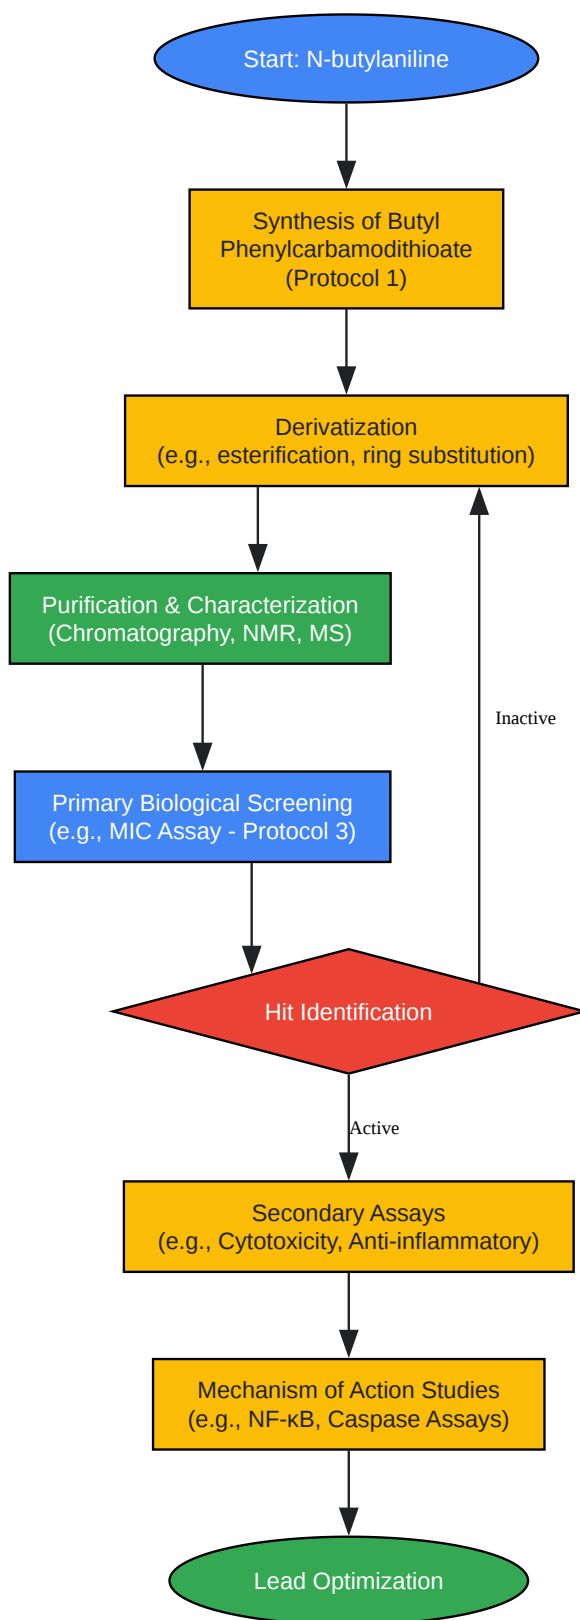 Start: N-butylaniline
Synthesis of Butyl
Phenylcarbamodithioate
(Protocol 1)
Derivatization
(e.g., esterification, ring substitution)
Purification & Characterization
(Chromatography, NMR, MS)
Inactive
Primary Biological Screening
(e.g., MIC Assay - Protocol 3)
Hit Identification
Active
Secondary Assays
(e.g., Cytotoxicity, Anti-inflammatory)
Mechanism of Action Studies
(e.g., NF-κB, Caspase Assays)
Lead Optimization